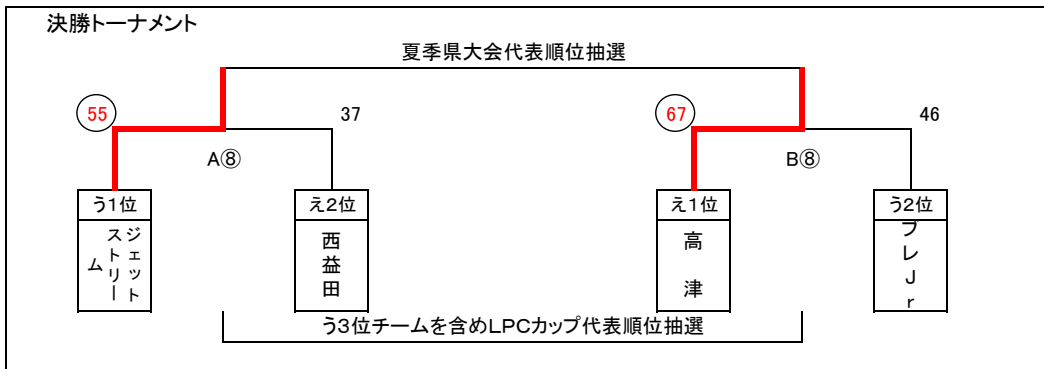 決勝トーナメント
夏季県大会代表順位抽選
55
37
67
46
A⑧
B⑧
う1位
え2位
え1位
う2位
ジェット
ストリー
ム
西益田
高津
ブレJr
う3位チームを含めLPCカップ代表順位抽選